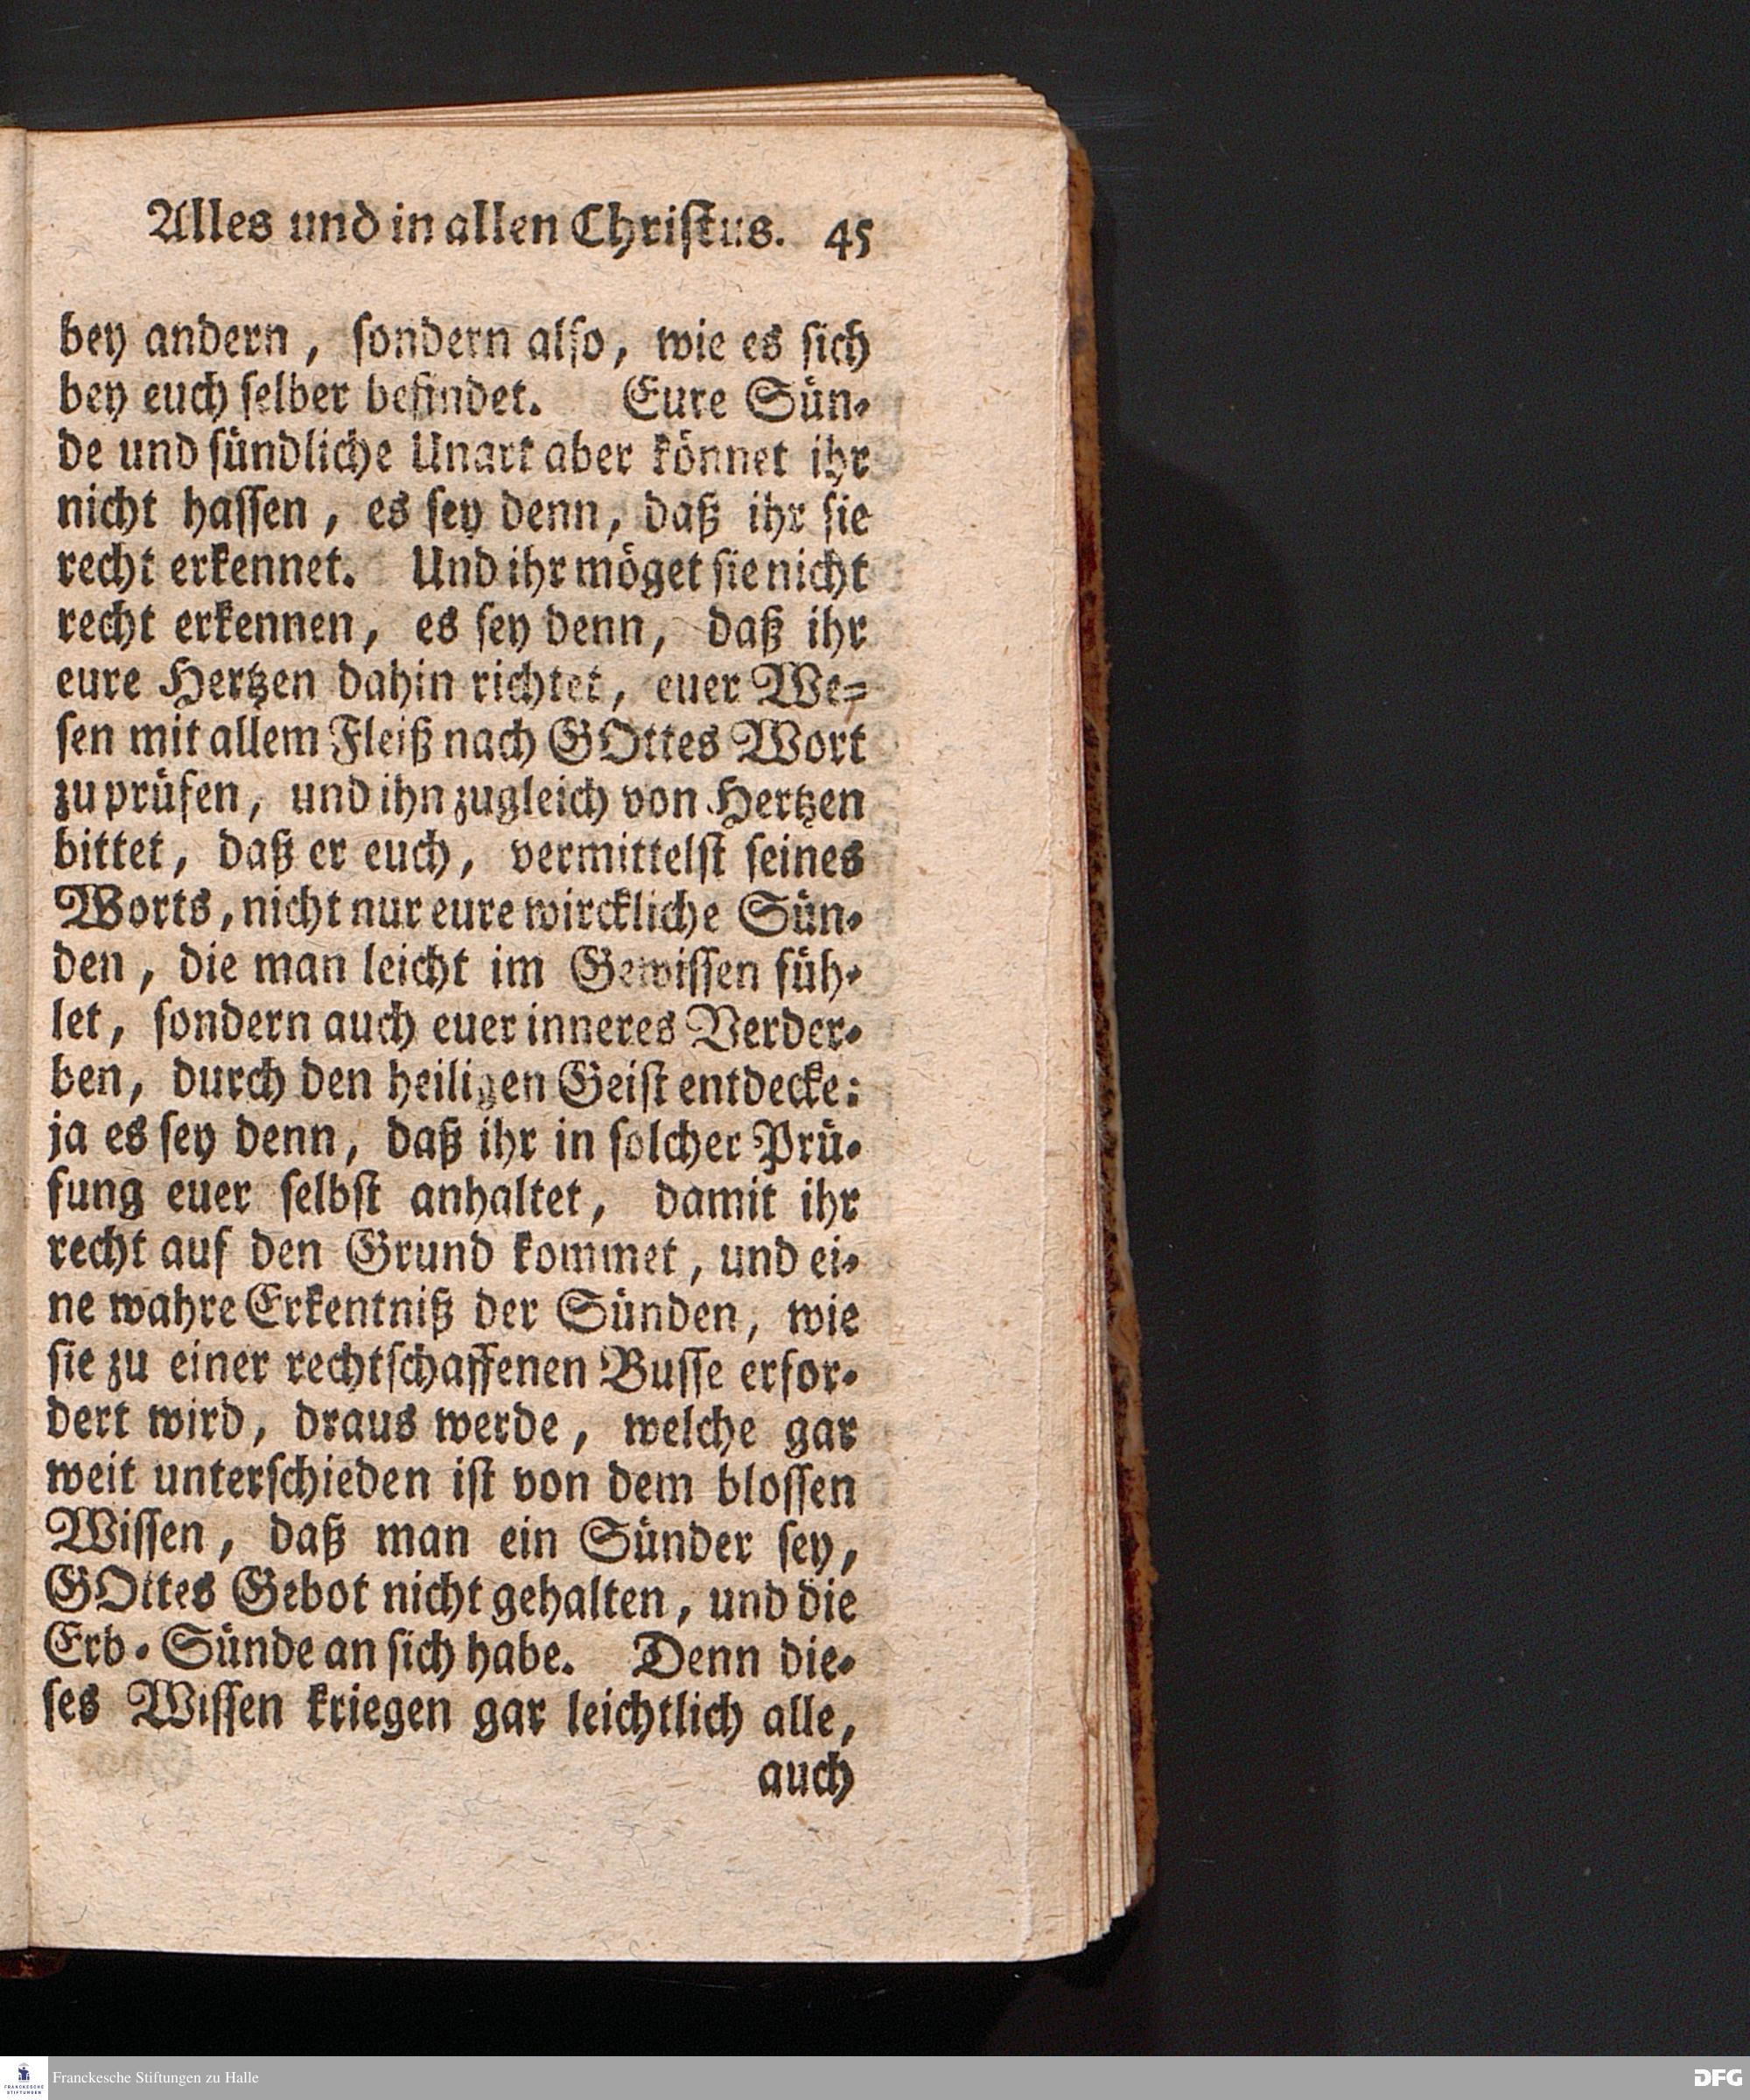 Alles und in allen Christus. 45
bey andern, sondern also, wie es sich
bey euch selber befindet. Eure Sün-
de und sündliche Unart aber könnet ihr
nicht hassen, es sey denn, daß ihr sie
recht erkennet. Und ihr möget sie nicht
recht erkennen, es sey denn, daß ihr
eure Hertzen dahin richtet, euer We-
sen mit allem Fleiß nach GOttes Wort
zu prüfen, und ihn zugleich von Hertzen
bittet, daß er euch, vermittelst seines
Worts, nicht nur eure wirckliche Sün-
den, die man leicht im Gewissen füh-
let, sondern auch euer inneres Verder-
ben, durch den heiligen Geist entdecke:
ja es sey denn, daß ihr in solcher Prü-
fung euer selbst anhaltet, damit ihr
recht auf den Grund kommet, und ei-
ne wahre Erkentniß der Sünden, wie
sie zu einer rechtschaffenen Busse erfor-
dert wird, draus werde, welche gar
weit unterschieden ist von dem blossen
Wissen, daß man ein Sünder sey,
GOttes Gebot nicht gehalten, und die
Erb-Sünde an sich habe. Denn die-
ses Wissen kriegen gar leichtlich alle,
auch
FRANCKESCHE
STIFTUNGEN
Franckesche Stiftungen zu Halle
DFG